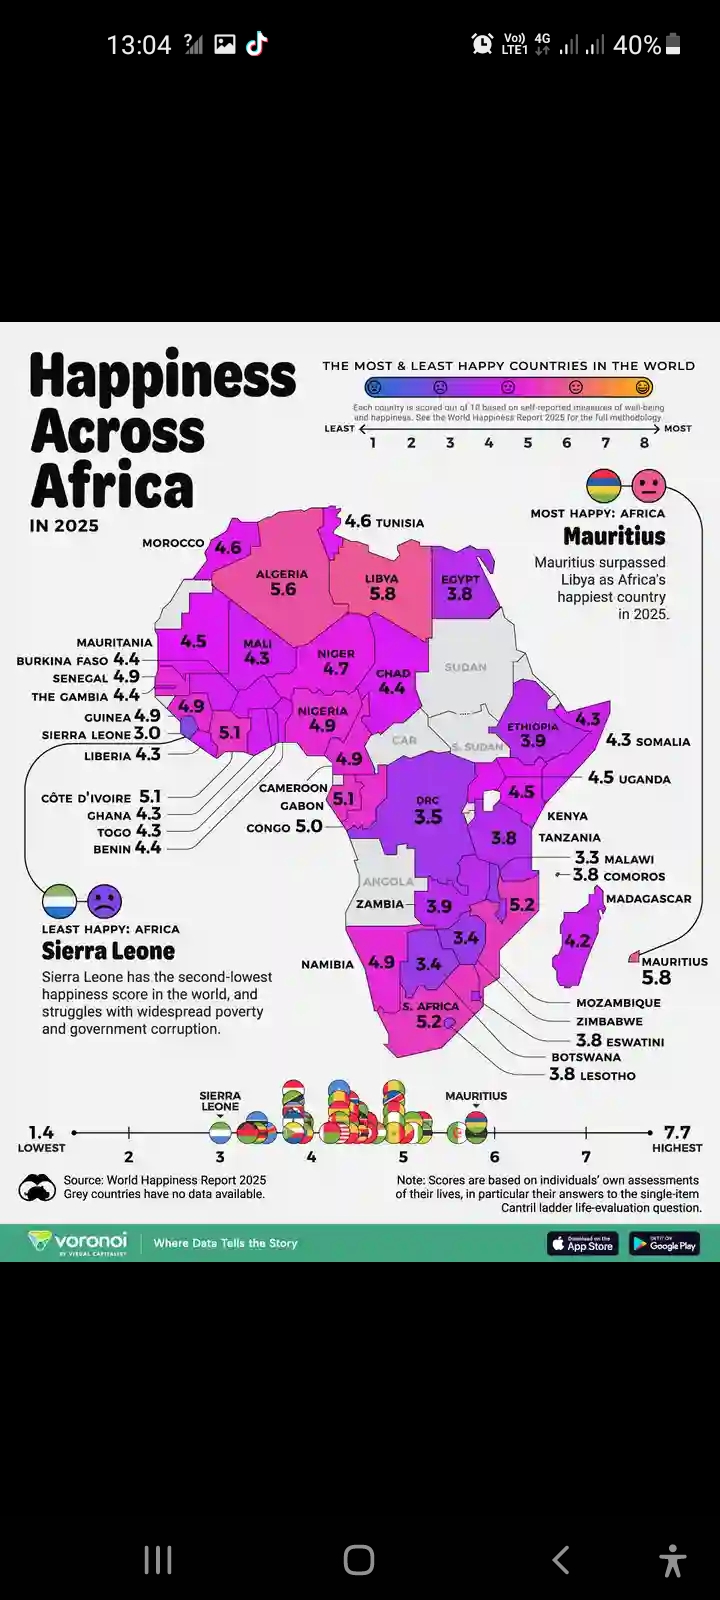 13:04
Vo))
LTE1
4G
40%
Happiness
Across
Africa
IN 2025
THE MOST & LEAST HAPPY COUNTRIES IN THE WORLD
Each country is scored out of 10 based on self-reported measures of well-being
and happiness. See the World Happiness Report 2025 for the full methodology.
LEAST
MOST
1 2 3 4 5 6 7 8
MOST HAPPY: AFRICA
Mauritius
Mauritius surpassed
Libya as Africa's
happiest country
in 2025.
4.6 TUNISIA
MOROCCO 4.6
ALGERIA
5.6
LIBYA
5.8
EGYPT
3.8
MAURITANIA 4.5
BURKINA FASO 4.4
SENEGAL 4.9
THE GAMBIA 4.4
GUINEA 4.9
4.9
SIERRA LEONE 3.0
LIBERIA 4.3
MALI
4.3
NIGER
4.7
CHAD
4.4
SUDAN
NIGERIA
4.9
5.1
CAR
S. SUDAN
ETHIOPIA
3.9
4.3
4.3 SOMALIA
4.5 UGANDA
4.5
KENYA
CÔTE D'IVOIRE 5.1
GHANA 4.3
TOGO 4.3
BENIN 4.4
4.9
CAMEROON
GABON 5.1
CONGO 5.0
DRC
3.5
3.8
TANZANIA
3.3 MALAWI
3.8 COMOROS
ANGOLA
ZAMBIA 3.9
5.2
MADAGASCAR
4.2
LEAST HAPPY: AFRICA
Sierra Leone
Sierra Leone has the second-lowest
happiness score in the world, and
struggles with widespread poverty
and government corruption.
NAMIBIA 4.9
3.4
3.4
MAURITIUS
5.8
S. AFRICA
5.2
MOZAMBIQUE
ZIMBABWE
3.8 ESWATINI
BOTSWANA
3.8 LESOTHO
SIERRA
LEONE
MAURITIUS
1.4
LOWEST
2 3 4 5 6 7
7.7
HIGHEST
Source: World Happiness Report 2025
Grey countries have no data available.
Note: Scores are based on individuals' own assessments
of their lives, in particular their answers to the single-item
Cantril ladder life-evaluation question.
voronoi
BY VISUAL CAPITALIST
Where Data Tells the Story
Download on the
App Store
GET IT ON
Google Play